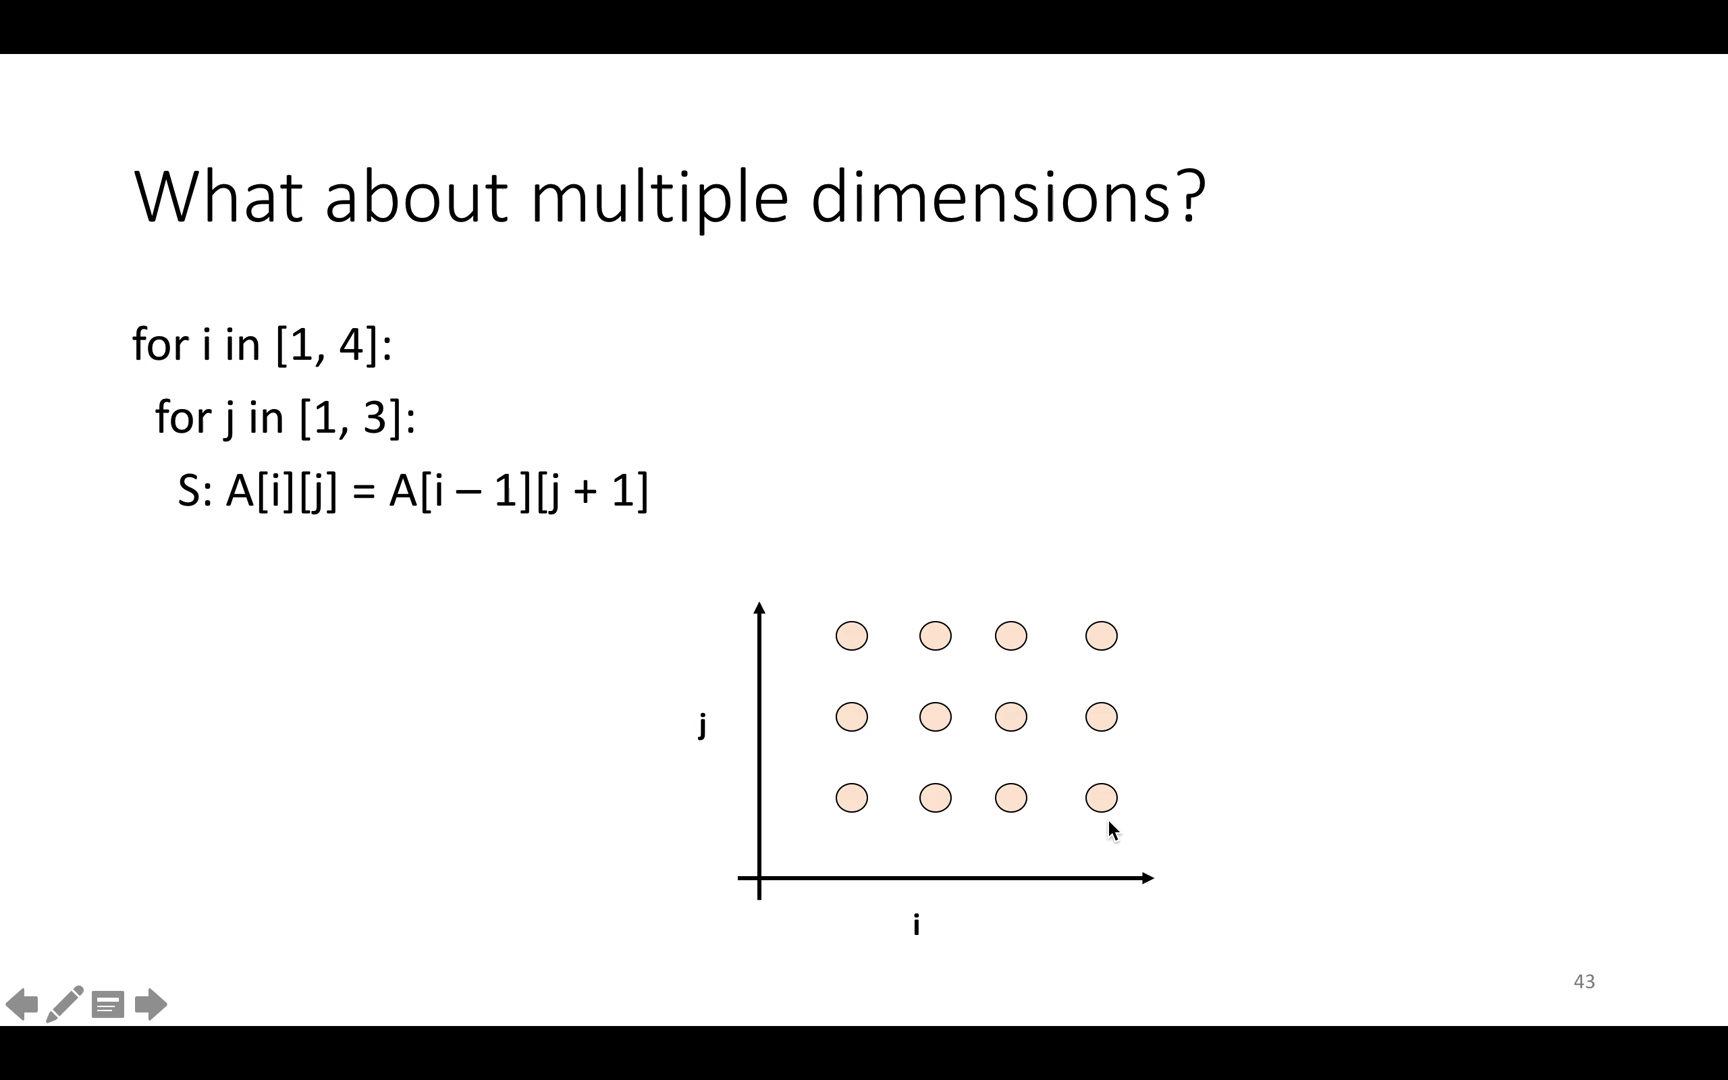 What about multiple dimensions?
for i in [1, 4]:
for j in [1, 3]:
S: A[i][j] = A[i – 1][j + 1]
j
i
43